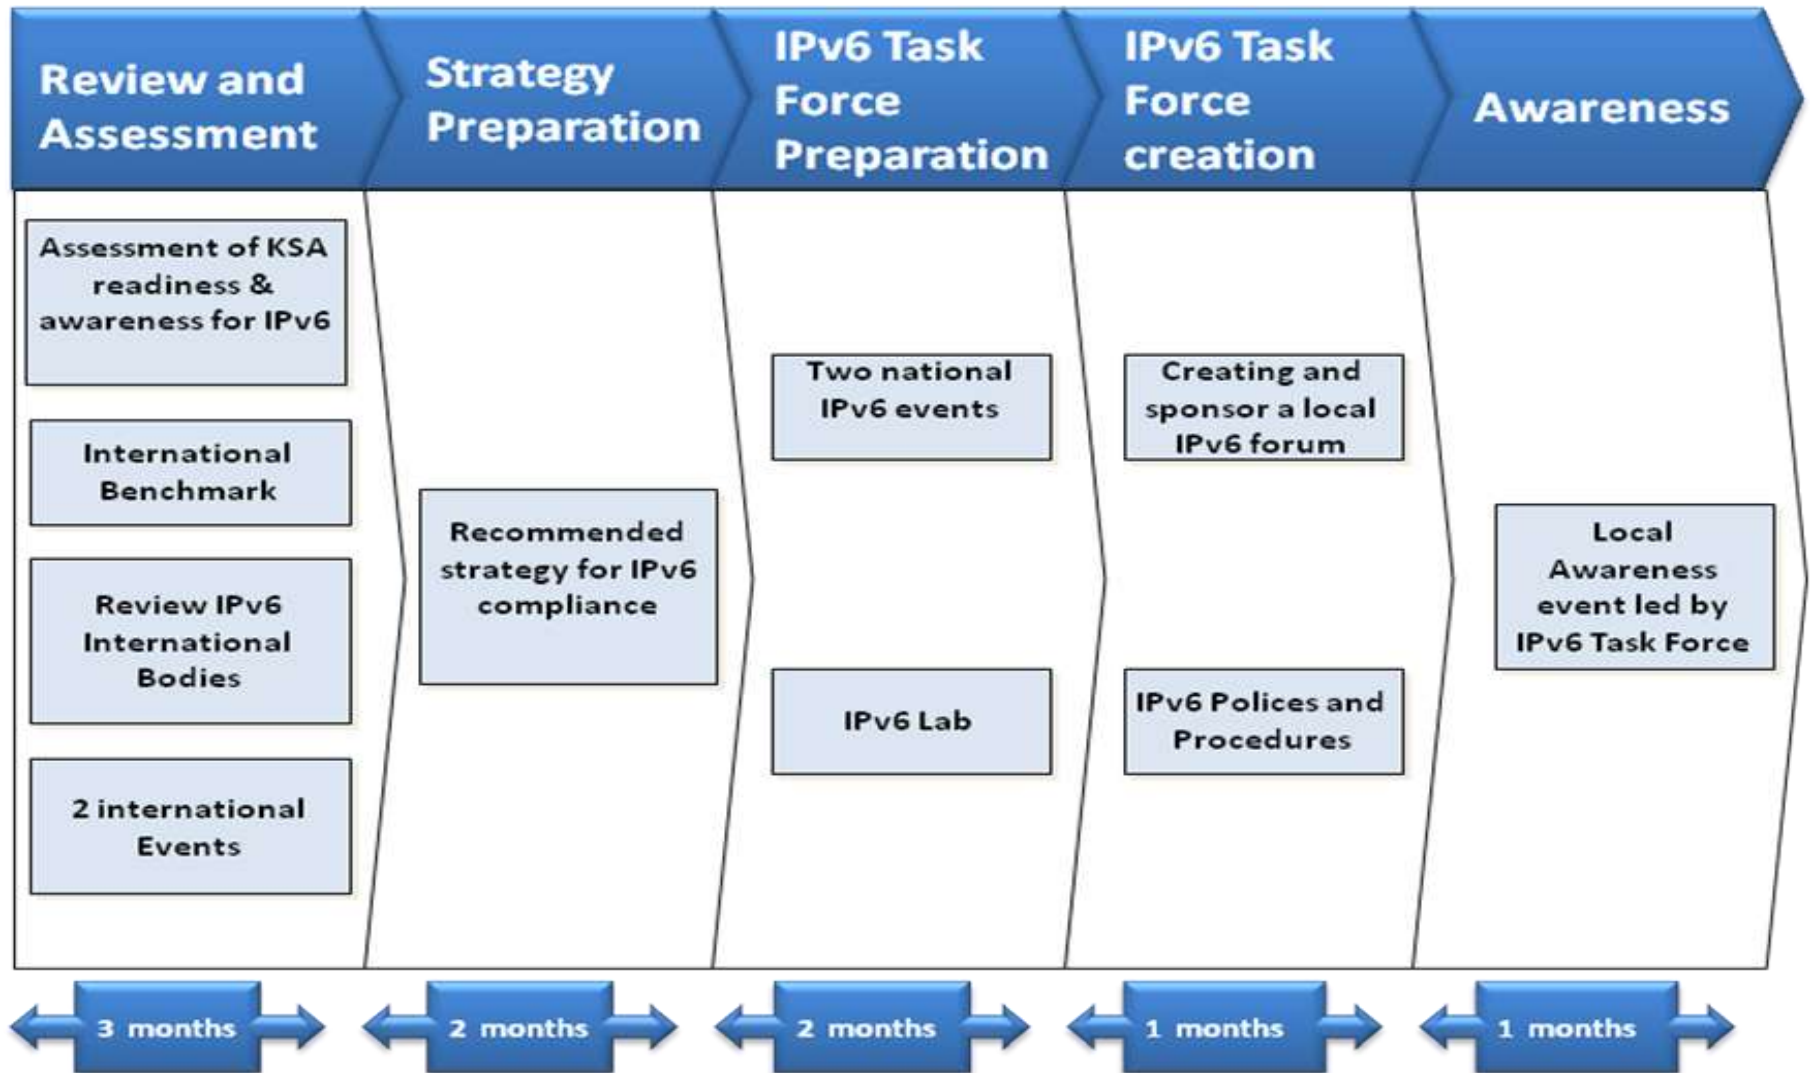 Review and
Assessment
Strategy
Preparation
IPv6 Task
Force
Preparation
IPv6 Task
Force
creation
Awareness
Assessment of KSA
readiness &
awareness for IPv6
International
Benchmark
Review IPv6
International
Bodies
2 international
Events
Recommended
strategy for IPv6
compliance
Two national
IPv6 events
IPv6 Lab
Creating and
sponsor a local
IPv6 forum
IPv6 Polices and
Procedures
Local
Awareness
event led by
IPv6 Task Force
3 months
2 months
2 months
1 months
1 months